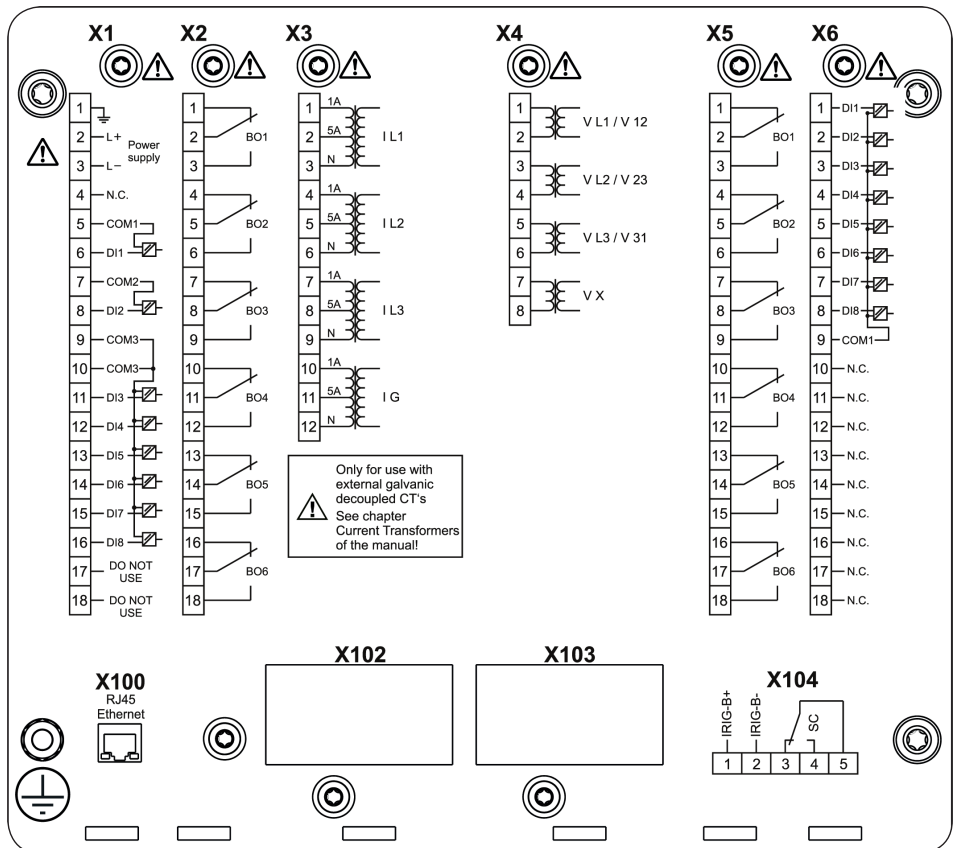 X1 X2 X3 X4 X5 X6
1
2 L+
Power
supply
3 L−
4 N.C.
5 COM1
6 DI1
7 COM2
8 DI2
9 COM3
10 COM3
11 DI3
12 DI4
13 DI5
14 DI6
15 DI7
16 DI8
17 DO NOT
USE
18 DO NOT
USE
1
2 BO1
3
4
5 BO2
6
7
8 BO3
9
10
11 BO4
12
13
14 BO5
15
16
17 BO6
18
1 1A
2 5A I L1
3 N
4 1A
5 5A I L2
6 N
7 1A
8 5A I L3
9 N
10 1A
11 5A I G
12 N
Only for use with
external galvanic
decoupled CT's
See chapter
Current Transformers
of the manual!
1
V L1 / V 12
2
3
V L2 / V 23
4
5
V L3 / V 31
6
7
V X
8
1
2 BO1
3
4
5 BO2
6
7
8 BO3
9
10
11 BO4
12
13
14 BO5
15
16
17 BO6
18
1 DI1
2 DI2
3 DI3
4 DI4
5 DI5
6 DI6
7 DI7
8 DI8
9 COM1
10 N.C.
11 N.C.
12 N.C.
13 N.C.
14 N.C.
15 N.C.
16 N.C.
17 N.C.
18 N.C.
X100
RJ45
Ethernet
X102
X103
X104
IRIG-B+
IRIG-B-
SC
1 2 3 4 5